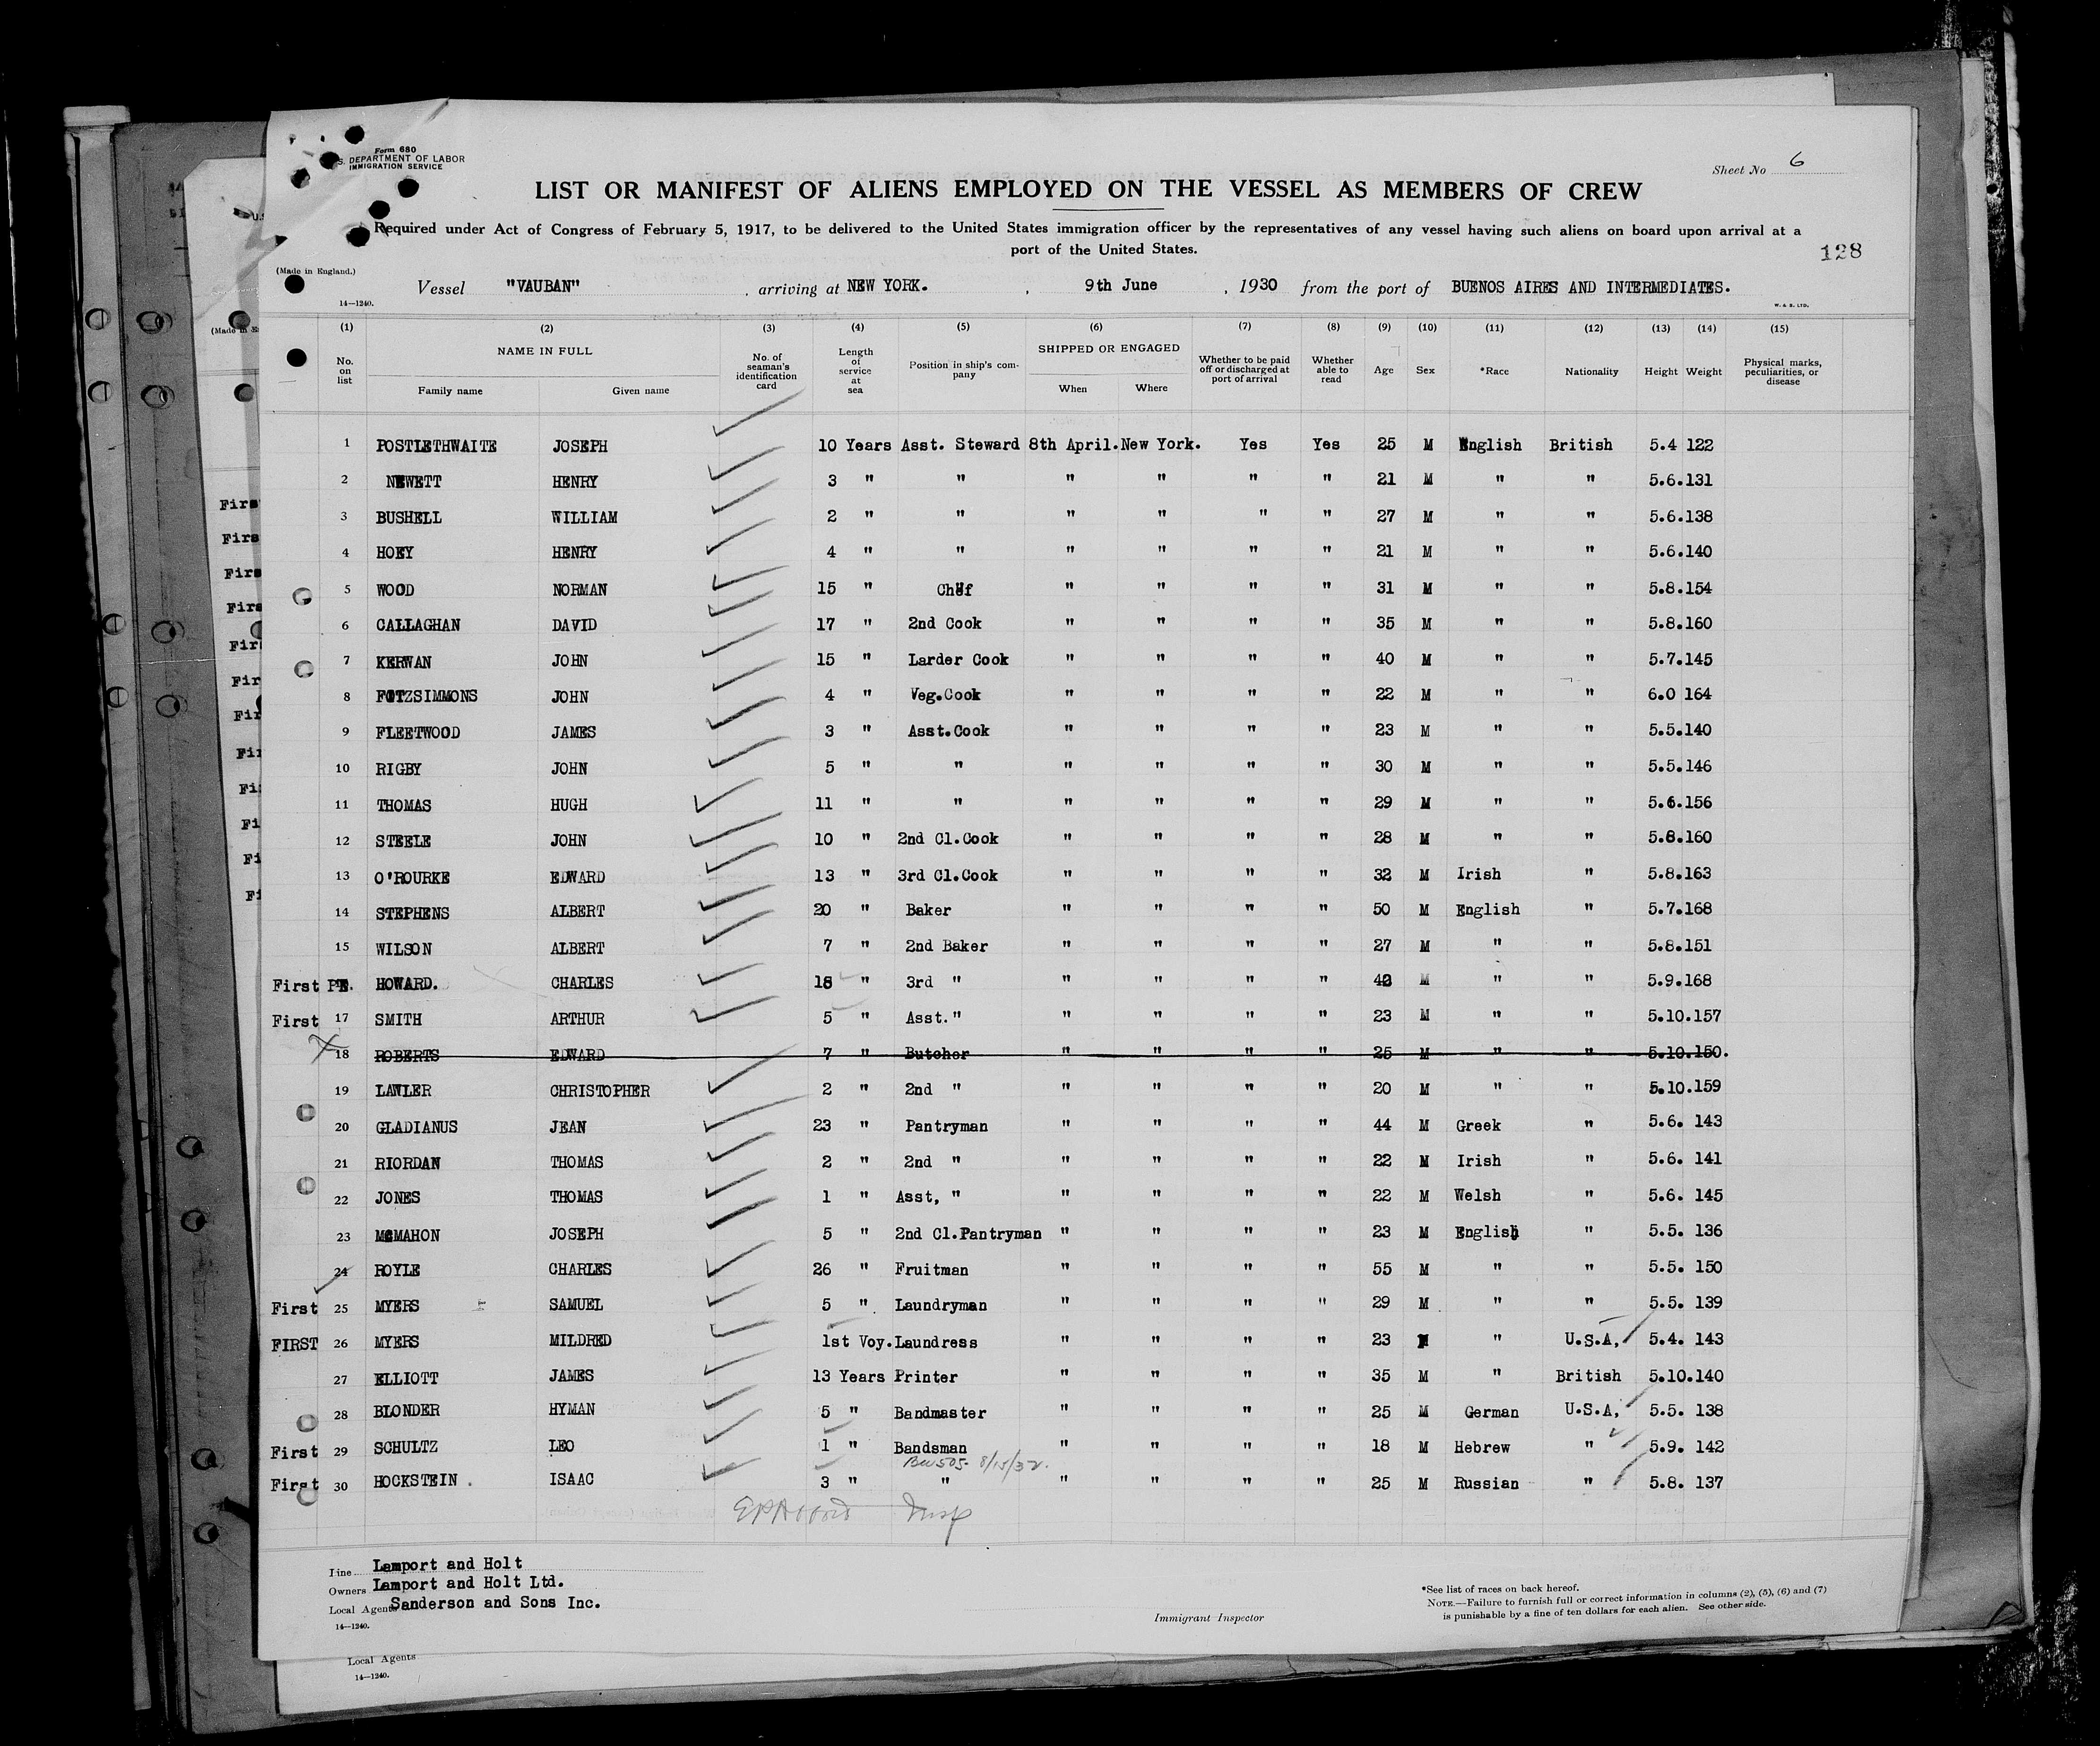 Form 680
S. DEPARTMENT OF LABOR
IMMIGRATION SERVICE
Sheet No 6
LIST OR MANIFEST OF ALIENS EMPLOYED ON THE VESSEL AS MEMBERS OF CREW
Required under Act of Congress of February 5, 1917, to be delivered to the United States immigration officer by the representatives of any vessel having such aliens on board upon arrival at a
port of the United States.
128
(Made in England.)
14—1240.
Vessel "VAUBAN" , arriving at NEW YORK. , 9th June , 1930 from the port of BUENOS AIRES AND INTERMEDIATES.
W. & S. LTD.
(1) (2) (3) (4) (5) (6) (7) (8) (9) (10) (11) (12) (13) (14) (15)
No. on list NAME IN FULL Family name Given name No. of seaman's identification card Length of service at sea Position in ship's company SHIPPED OR ENGAGED When Where Whether to be paid off or discharged at port of arrival Whether able to read Age Sex *Race Nationality Height Weight Physical marks, peculiarities, or disease
1 POSTLETHWAITE JOSEPH 10 Years Asst. Steward 8th April. New York. Yes Yes 25 M English British 5.4 122
2 NEWETT HENRY 3 " " " " " " 21 M " " 5.6. 131
3 BUSHELL WILLIAM 2 " " " " " " 27 M " " 5.6. 138
4 HOEY HENRY 4 " " " " " " 21 M " " 5.6. 140
5 WOOD NORMAN 15 " Chef " " " " 31 M " " 5.8. 154
6 CALLAGHAN DAVID 17 " 2nd Cook " " " " 35 M " " 5.8. 160
7 KERWAN JOHN 15 " Larder Cook " " " " 40 M " " 5.7. 145
8 FITZSIMMONS JOHN 4 " Veg.Cook " " " " 22 M " " 6.0 164
9 FLEETWOOD JAMES 3 " Asst.Cook " " " " 23 M " " 5.5. 140
10 RIGBY JOHN 5 " " " " " " 30 M " " 5.5. 146
11 THOMAS HUGH 11 " " " " " " 29 M " " 5.6. 156
12 STEELE JOHN 10 " 2nd Cl.Cook " " " " 28 M " " 5.8. 160
13 O'ROURKE EDWARD 13 " 3rd Cl.Cook " " " " 32 M Irish " 5.8. 163
14 STEPHENS ALBERT 20 " Baker " " " " 50 M English " 5.7. 168
15 WILSON ALBERT 7 " 2nd Baker " " " " 27 M " " 5.8. 151
First HOWARD. CHARLES 18 " 3rd " " " " " M " " 5.9. 168
First 17 SMITH ARTHUR 5 " Asst." " " " " 23 M " " 5.10. 157
18 ROBERTS EDWARD 7 " Butcher " " " " 25 M " " 5.10. 150.
19 LAWLER CHRISTOPHER 2 " 2nd " " " " " 20 M " " 5.10. 159
20 GLADIANUS JEAN 23 " Pantryman " " " " 44 M Greek " 5.6. 143
21 RIORDAN THOMAS 2 " 2nd " " " " " 22 M Irish " 5.6. 141
22 JONES THOMAS 1 " Asst, " " " " " 22 M Welsh " 5.6. 145
23 McMAHON JOSEPH 5 " 2nd Cl.Pantryman " " " " 23 M English " 5.5. 136
24 ROYLE CHARLES 26 " Fruitman " " " " 55 M " " 5.5. 150
First 25 MYERS SAMUEL 5 " Laundryman " " " " 29 M " " 5.5. 139
FIRST 26 MYERS MILDRED 1st Voy. Laundress " " " " 23 " U.S.A, 5.4. 143
27 ELLIOTT JAMES 13 Years Printer " " " " 35 M " British 5.10. 140
28 BLONDER HYMAN 5 " Bandmaster " " " " 25 M German U.S.A, 5.5. 138
First 29 SCHULTZ LEO 1 " Bandsman " " " " 18 M Hebrew " 5.9. 142
8/15/32.
First 30 HOCKSTEIN . ISAAC 3 " " " " " " 25 M Russian " 5.8. 137
Insp
Line Lamport and Holt
Owners Lamport and Holt Ltd.
Local Agents Sanderson and Sons Inc.
14—1240.
Immigrant Inspector
*See list of races on back hereof.
NOTE.—Failure to furnish full or correct information in columns (2), (5), (6) and (7)
is punishable by a fine of ten dollars for each alien. See other side.
Local Agents
14—1240.